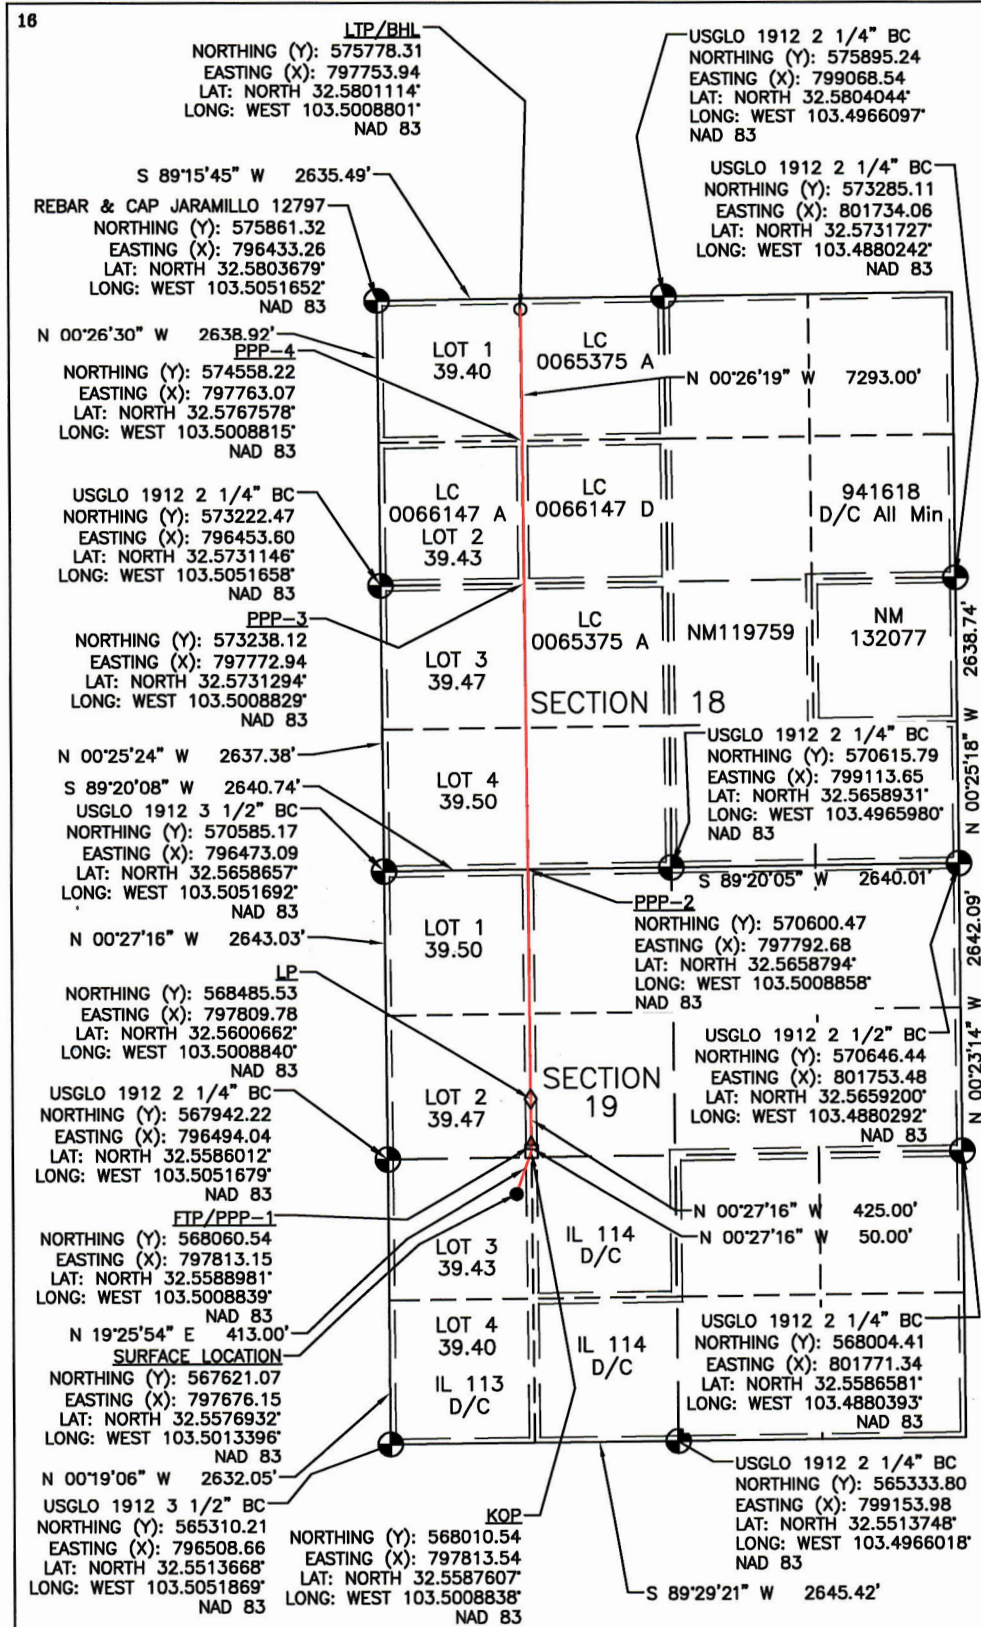 16
LTP/BHL
NORTHING (Y): 575778.31
EASTING (X): 797753.94
LAT: NORTH 32.5801114°
LONG: WEST 103.5008801°
NAD 83
USGLO 1912 2 1/4" BC
NORTHING (Y): 575895.24
EASTING (X): 799068.54
LAT: NORTH 32.5804044°
LONG: WEST 103.4966097°
NAD 83
S 89°15'45" W 2635.49'
USGLO 1912 2 1/4" BC
NORTHING (Y): 573285.11
EASTING (X): 801734.06
LAT: NORTH 32.5731727°
LONG: WEST 103.4880242°
NAD 83
REBAR & CAP JARAMILLO 12797
NORTHING (Y): 575861.32
EASTING (X): 796433.26
LAT: NORTH 32.5803679°
LONG: WEST 103.5051652°
NAD 83
N 00°26'30" W 2638.92'
PPP-4
NORTHING (Y): 574558.22
EASTING (X): 797763.07
LAT: NORTH 32.5767578°
LONG: WEST 103.5008815°
NAD 83
LOT 1
39.40
LC
0065375 A
N 00°26'19" W 7293.00'
USGLO 1912 2 1/4" BC
NORTHING (Y): 573222.47
EASTING (X): 796453.60
LAT: NORTH 32.5731146°
LONG: WEST 103.5051658°
NAD 83
LC
0066147 A
LOT 2
39.43
LC
0066147 D
941618
D/C All Min
PPP-3
NORTHING (Y): 573238.12
EASTING (X): 797772.94
LAT: NORTH 32.5731294°
LONG: WEST 103.5008829°
NAD 83
LOT 3
39.47
LC
0065375 A
NM119759
NM
132077
N 00°25'18" W 2638.74'
SECTION 18
N 00°25'24" W 2637.38'
S 89°20'08" W 2640.74'
USGLO 1912 3 1/2" BC
NORTHING (Y): 570585.17
EASTING (X): 796473.09
LAT: NORTH 32.5658657°
LONG: WEST 103.5051692°
NAD 83
LOT 4
39.50
USGLO 1912 2 1/4" BC
NORTHING (Y): 570615.79
EASTING (X): 799113.65
LAT: NORTH 32.5658931°
LONG: WEST 103.4965980°
NAD 83
S 89°20'05" W 2640.01'
N 00°27'16" W 2643.03'
LOT 1
39.50
PPP-2
NORTHING (Y): 570600.47
EASTING (X): 797792.68
LAT: NORTH 32.5658794°
LONG: WEST 103.5008858°
NAD 83
N 00°23'14" W 2642.09'
LP
NORTHING (Y): 568485.53
EASTING (X): 797809.78
LAT: NORTH 32.5600662°
LONG: WEST 103.5008840°
NAD 83
USGLO 1912 2 1/2" BC
NORTHING (Y): 570646.44
EASTING (X): 801753.48
LAT: NORTH 32.5659200°
LONG: WEST 103.4880292°
NAD 83
LOT 2
39.47
SECTION
19
USGLO 1912 2 1/4" BC
NORTHING (Y): 567942.22
EASTING (X): 796494.04
LAT: NORTH 32.5586012°
LONG: WEST 103.5051679°
NAD 83
FTP/PPP-1
NORTHING (Y): 568060.54
EASTING (X): 797813.15
LAT: NORTH 32.5588981°
LONG: WEST 103.5008839°
NAD 83
LOT 3
39.43
IL 114
D/C
N 00°27'16" W 425.00'
N 00°27'16" W 50.00'
N 19°25'54" E 413.00'
SURFACE LOCATION
NORTHING (Y): 567621.07
EASTING (X): 797676.15
LAT: NORTH 32.5576932°
LONG: WEST 103.5013396°
NAD 83
LOT 4
39.40
IL 113
D/C
IL 114
D/C
USGLO 1912 2 1/4" BC
NORTHING (Y): 568004.41
EASTING (X): 801771.34
LAT: NORTH 32.5586581°
LONG: WEST 103.4880393°
NAD 83
N 00°19'06" W 2632.05'
USGLO 1912 3 1/2" BC
NORTHING (Y): 565310.21
EASTING (X): 796508.66
LAT: NORTH 32.5513668°
LONG: WEST 103.5051869°
NAD 83
KOP
NORTHING (Y): 568010.54
EASTING (X): 797813.54
LAT: NORTH 32.5587607°
LONG: WEST 103.5008838°
NAD 83
USGLO 1912 2 1/4" BC
NORTHING (Y): 565333.80
EASTING (X): 799153.98
LAT: NORTH 32.5513748°
LONG: WEST 103.4966018°
NAD 83
S 89°29'21" W 2645.42'